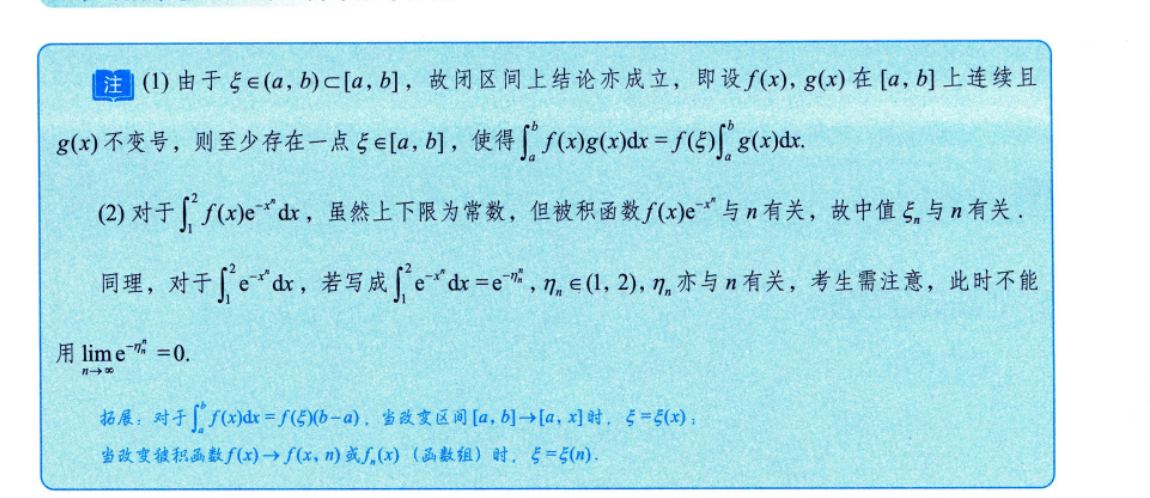 注 (1) 由于 ξ∈(a, b)⊂[a, b]，故闭区间上结论亦成立，即设 f(x), g(x) 在 [a, b] 上连续且
g(x) 不变号，则至少存在一点 ξ∈[a, b]，使得∫_a^b f(x)g(x)dx = f(ξ)∫_a^b g(x)dx.
(2) 对于∫_1^2 f(x)e^{-x^n}dx，虽然上下限为常数，但被积函数f(x)e^{-x^n}与 n 有关，故中值 ξ_n 与 n 有关.
同理，对于∫_1^2 e^{-x^n}dx，若写成∫_1^2 e^{-x^n}dx = e^{-η_n^n}, η_n∈(1, 2), η_n 亦与 n 有关，考生需注意，此时不能
用 lim_{n→∞} e^{-η_n^n} = 0.
拓展：对于∫_a^b f(x)dx = f(ξ)(b−a)，当改变区间 [a, b]→[a, x] 时，ξ=ξ(x)；
当改变被积函数 f(x)→f(x, n) 或 f_n(x)（函数组）时，ξ=ξ(n).